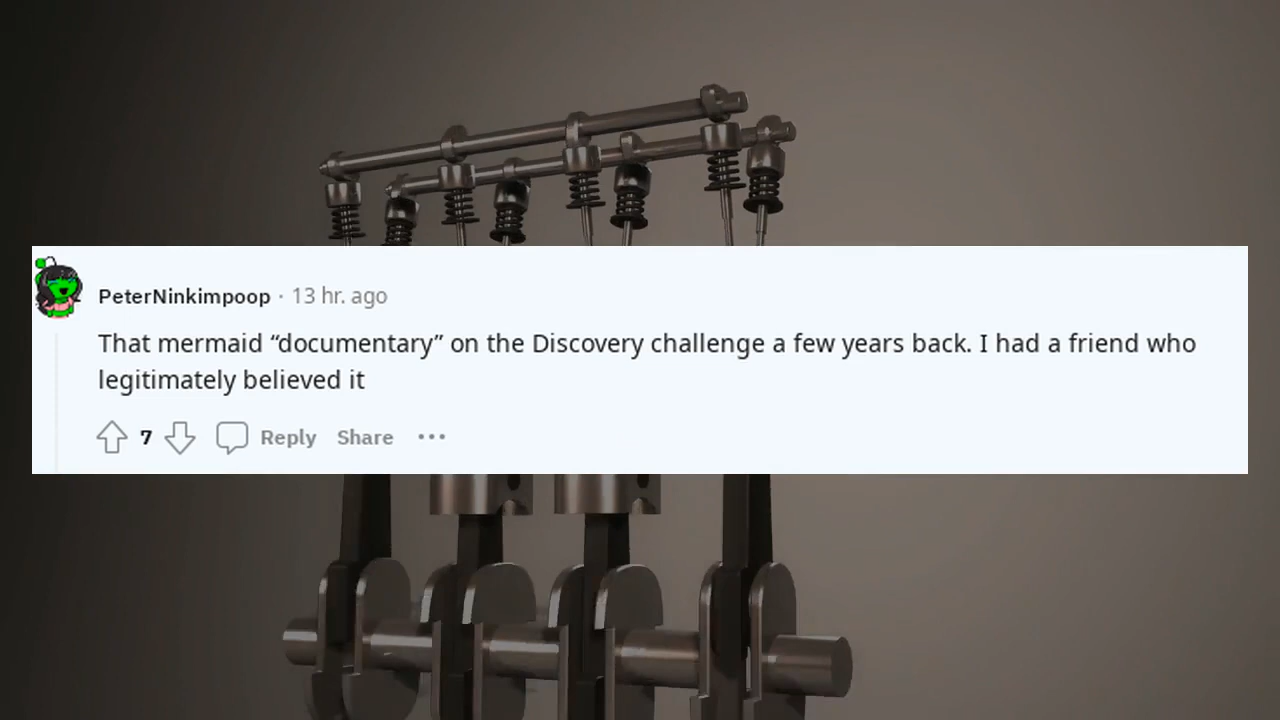 PeterNinkimpoop · 13 hr. ago
That mermaid “documentary” on the Discovery challenge a few years back. I had a friend who
legitimately believed it
7 Reply Share •••